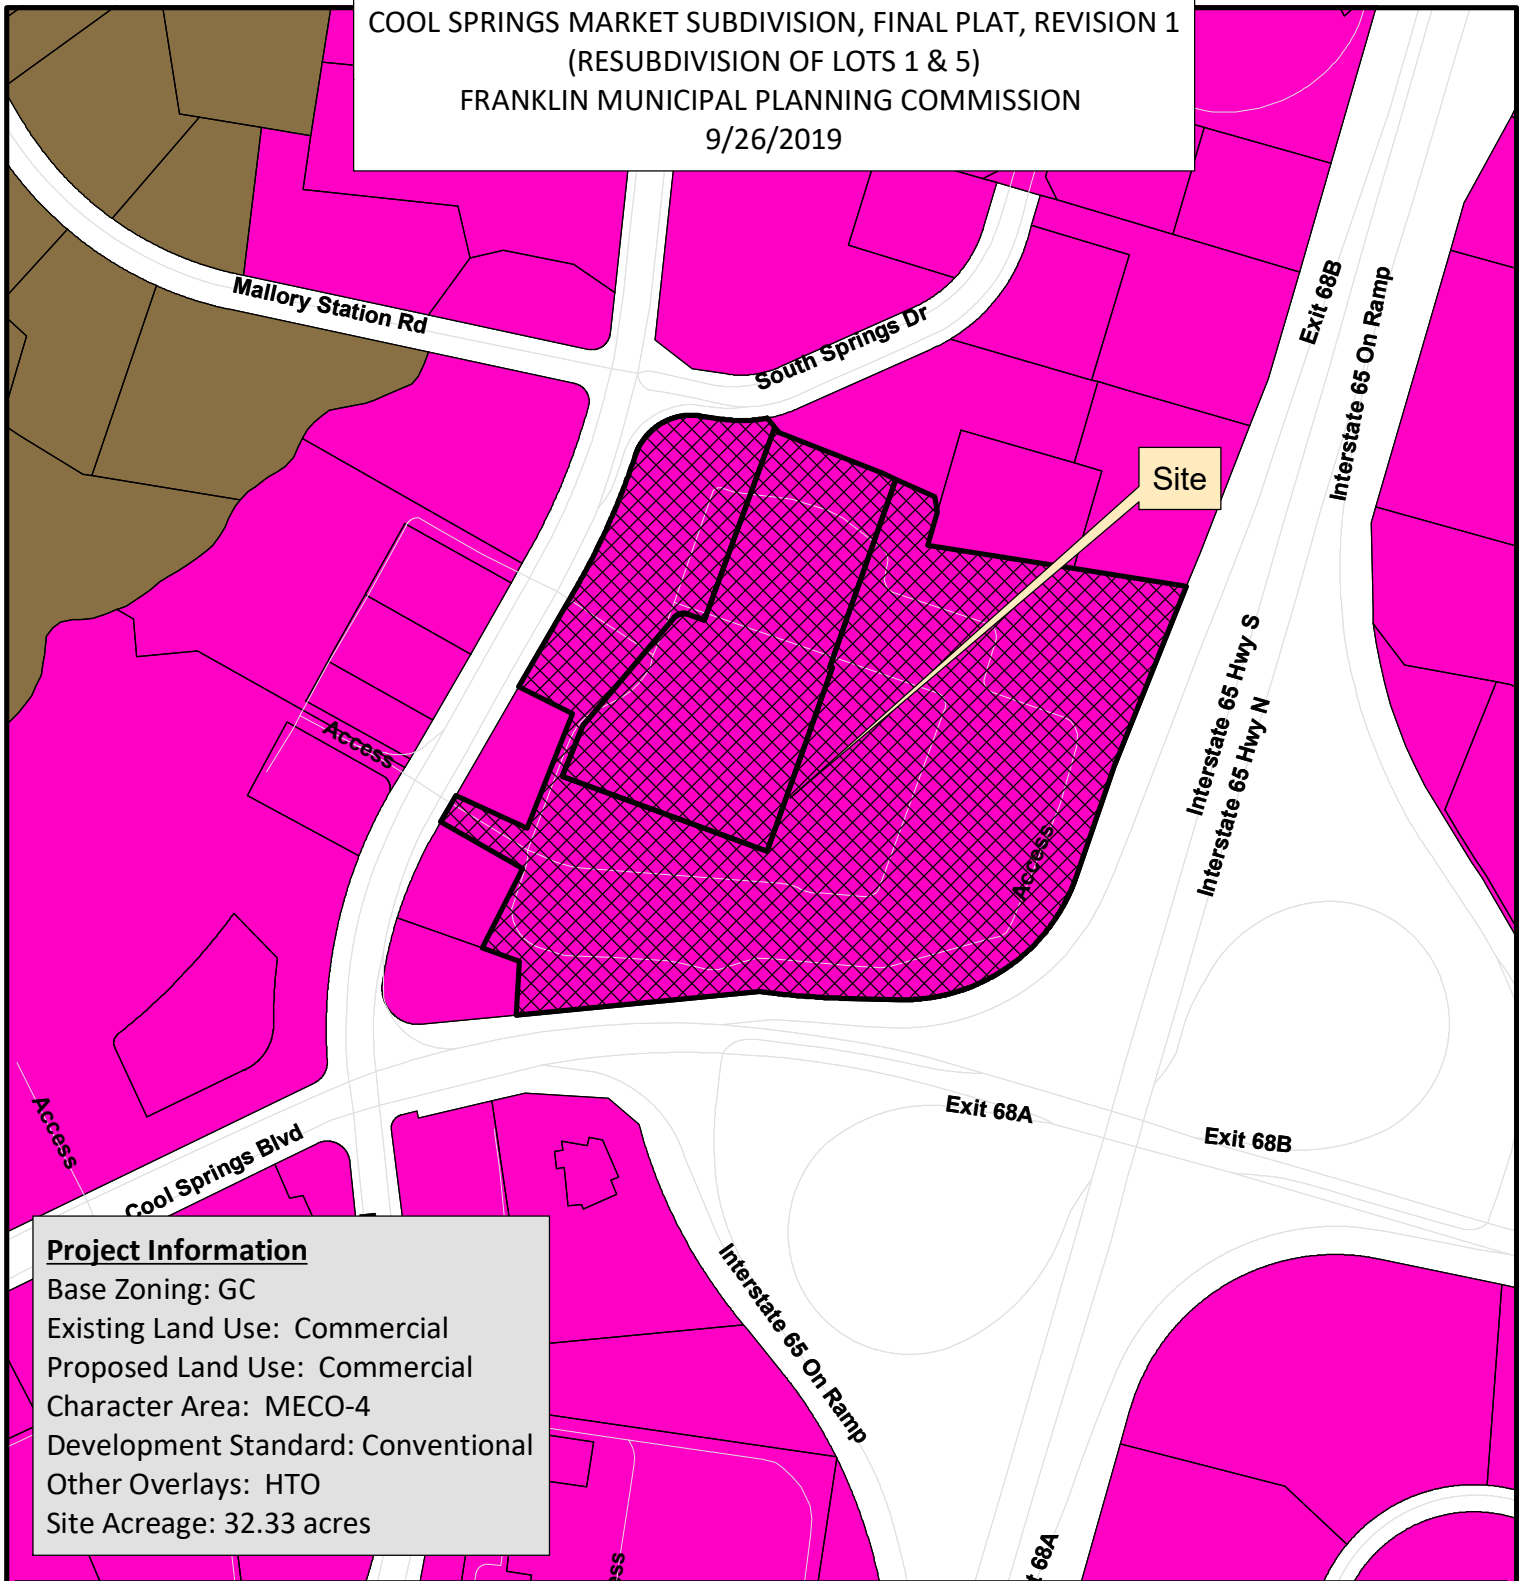 COOL SPRINGS MARKET SUBDIVISION, FINAL PLAT, REVISION 1
(RESUBDIVISION OF LOTS 1 & 5)
FRANKLIN MUNICIPAL PLANNING COMMISSION
9/26/2019
Mallory Station Rd
South Springs Dr
Exit 68B
Interstate 65 On Ramp
Site
Interstate 65 Hwy S
Interstate 65 Hwy N
Access
Access
Access
Exit 68A
Exit 68B
Cool Springs Blvd
Interstate 65 On Ramp
Project Information
Base Zoning: GC
Existing Land Use: Commercial
Proposed Land Use: Commercial
Character Area: MECO-4
Development Standard: Conventional
Other Overlays: HTO
Site Acreage: 32.33 acres
68A